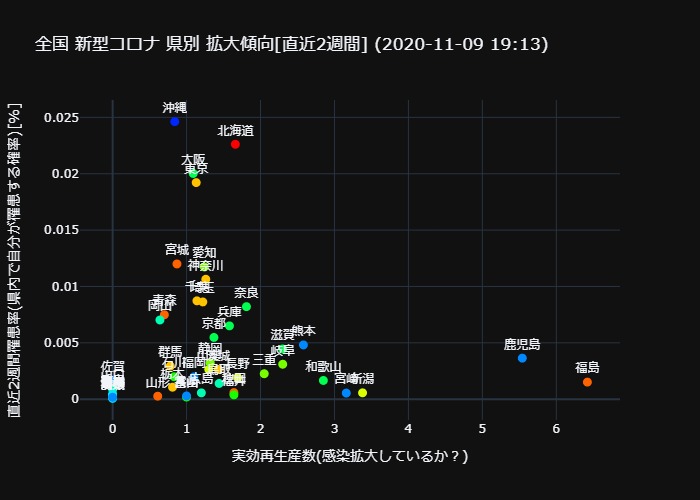 全国 新型コロナ 県別 拡大傾向[直近2週間] (2020-11-09 19:13)
直近2週間罹患率(県内で自分が罹患する確率)[%]
0.025
0.02
0.015
0.01
0.005
0
沖縄
北海道
大阪
東京
宮城
愛知
神奈川
奈良
青森
岡山
兵庫
京都
滋賀
熊本
静岡
岐阜
鹿児島
群馬
福岡
三重
長野
和歌山
福島
佐賀
山形
宮崎
新潟
0
1
2
3
4
5
6
実効再生産数(感染拡大しているか？)